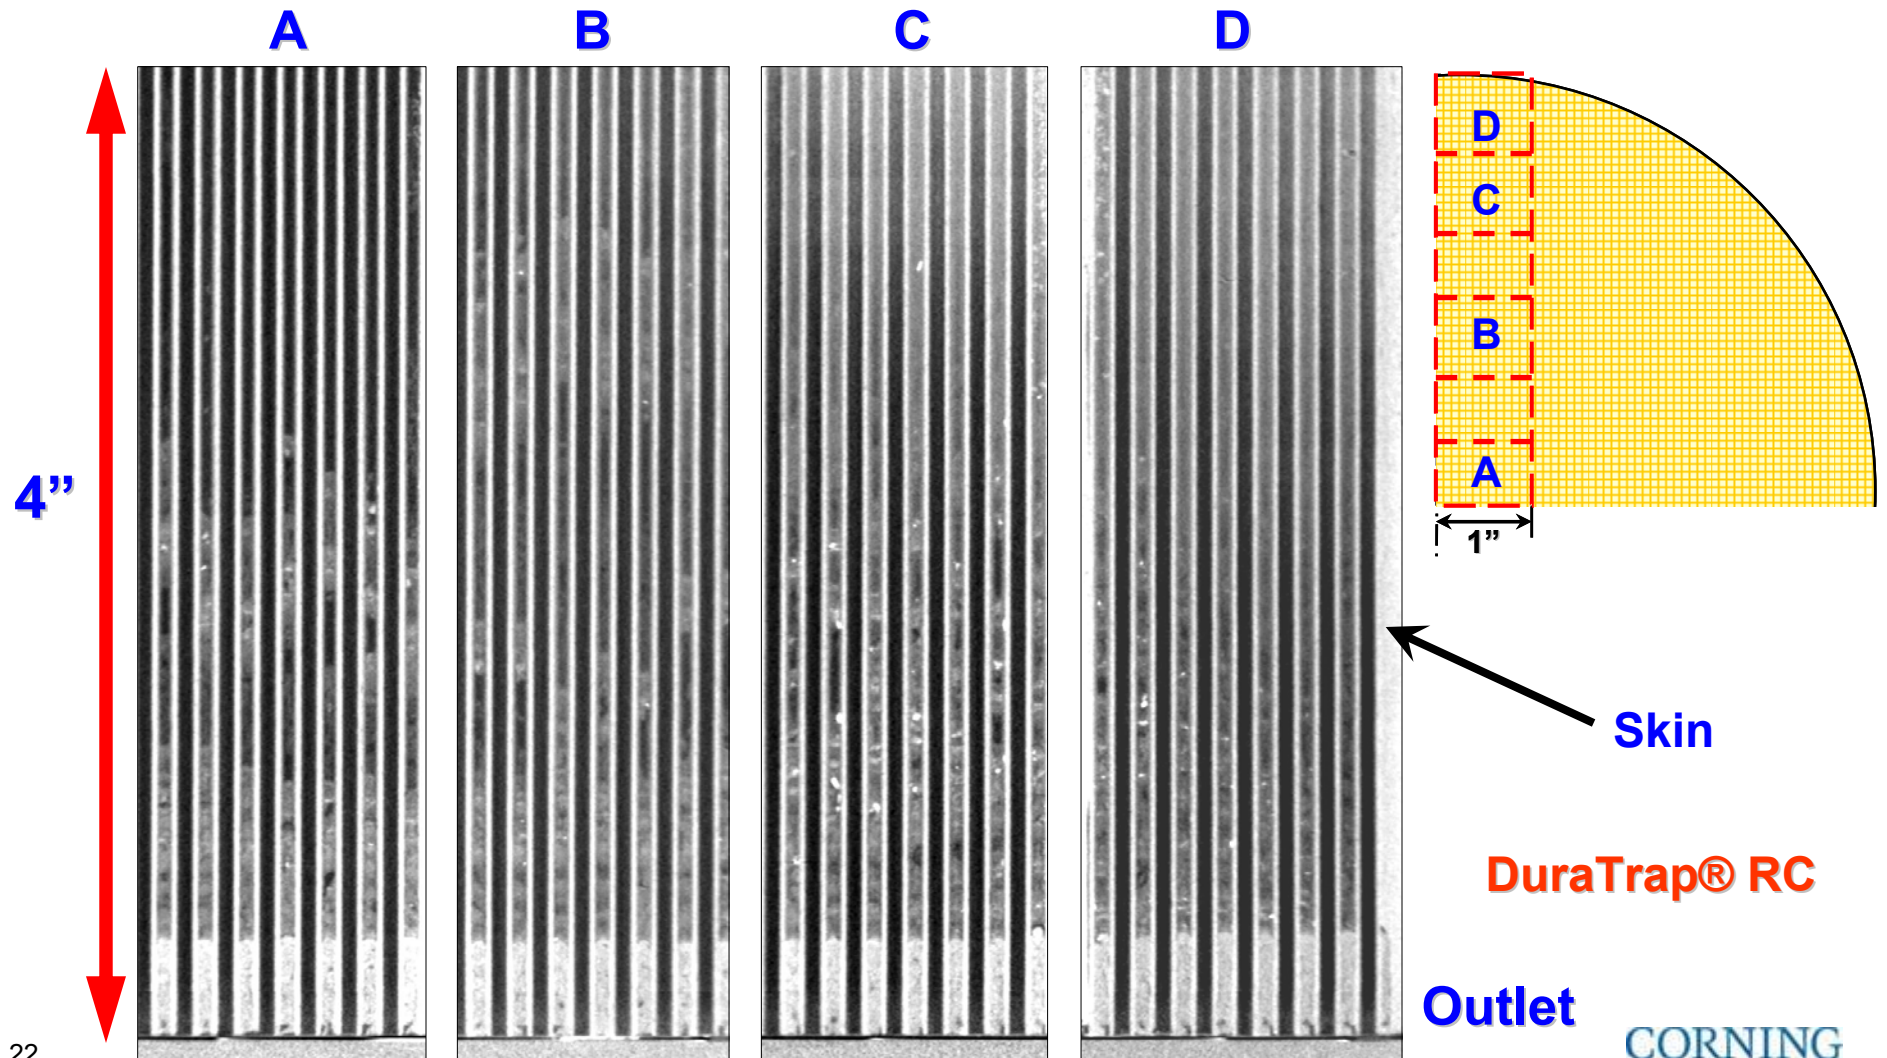 A B C D
D
C
B
A
1”
4”
Skin
DuraTrap® RC
Outlet
CORNING
22